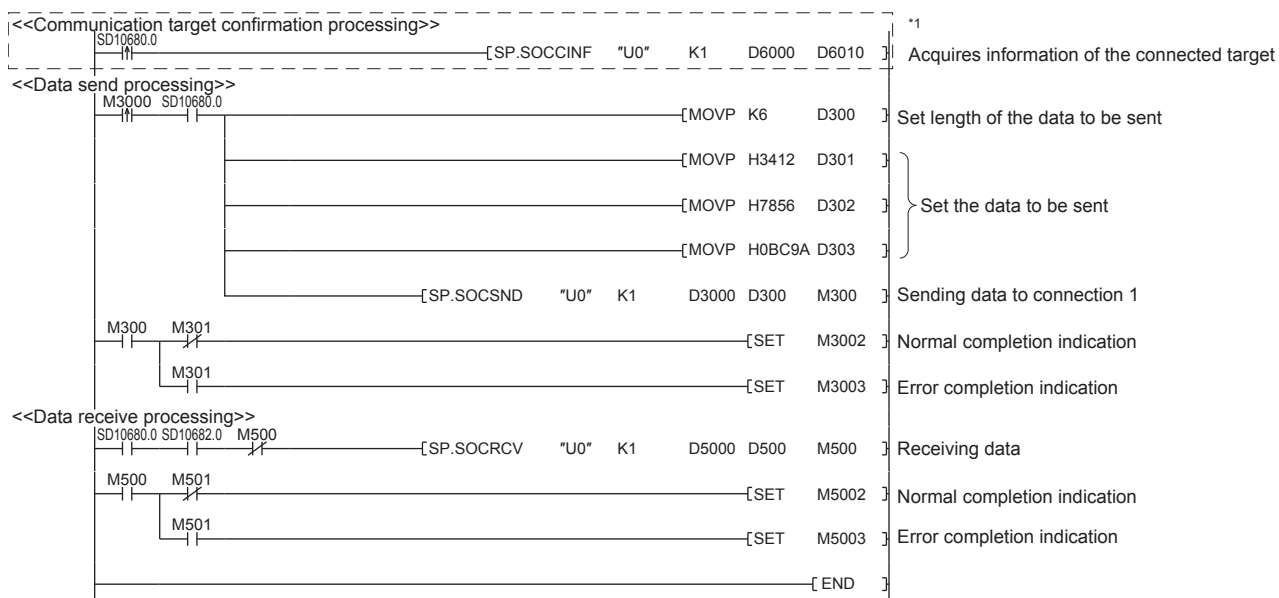 <<Communication target confirmation processing>>
*1
SD10680.0
[SP.SOCCINF "U0" K1 D6000 D6010 ]
Acquires information of the connected target
<<Data send processing>>
M3000 SD10680.0
[MOVP K6 D300 ]
Set length of the data to be sent
[MOVP H3412 D301 ]
[MOVP H7856 D302 ]
Set the data to be sent
[MOVP H0BC9A D303 ]
[SP.SOCSND "U0" K1 D3000 D300 M300 ]
Sending data to connection 1
M300 M301
[SET M3002 ]
Normal completion indication
M301
[SET M3003 ]
Error completion indication
<<Data receive processing>>
SD10680.0 SD10682.0 M500
[SP.SOCRCV "U0" K1 D5000 D500 M500 ]
Receiving data
M500 M501
[SET M5002 ]
Normal completion indication
M501
[SET M5003 ]
Error completion indication
[ END ]